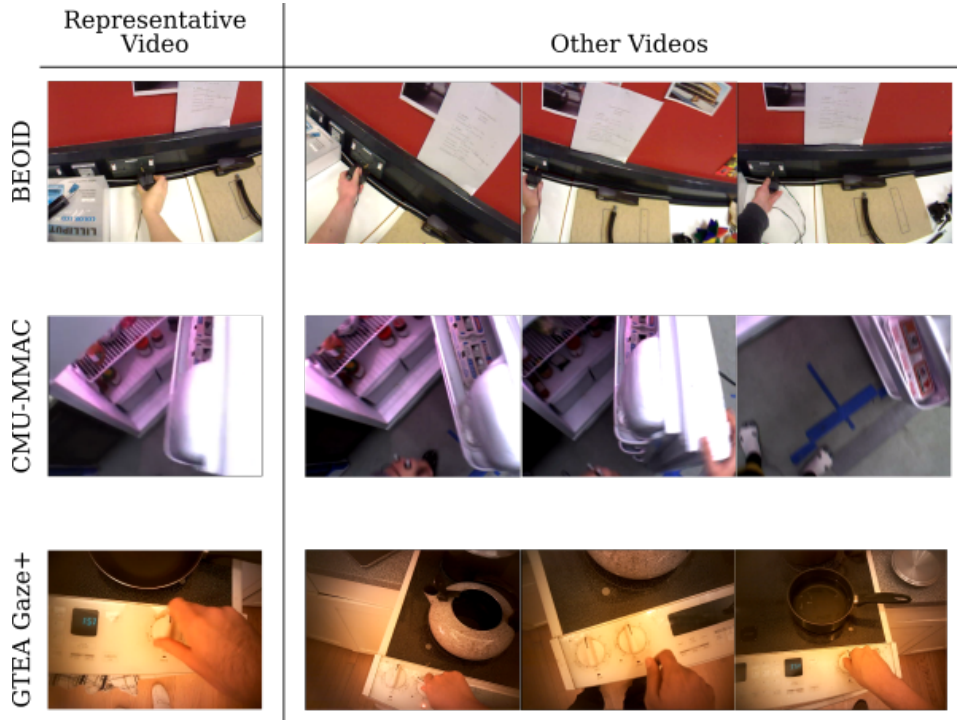 Representative
Video
Other Videos
BEOID
CMU-MMAC
GTEA Gaze+